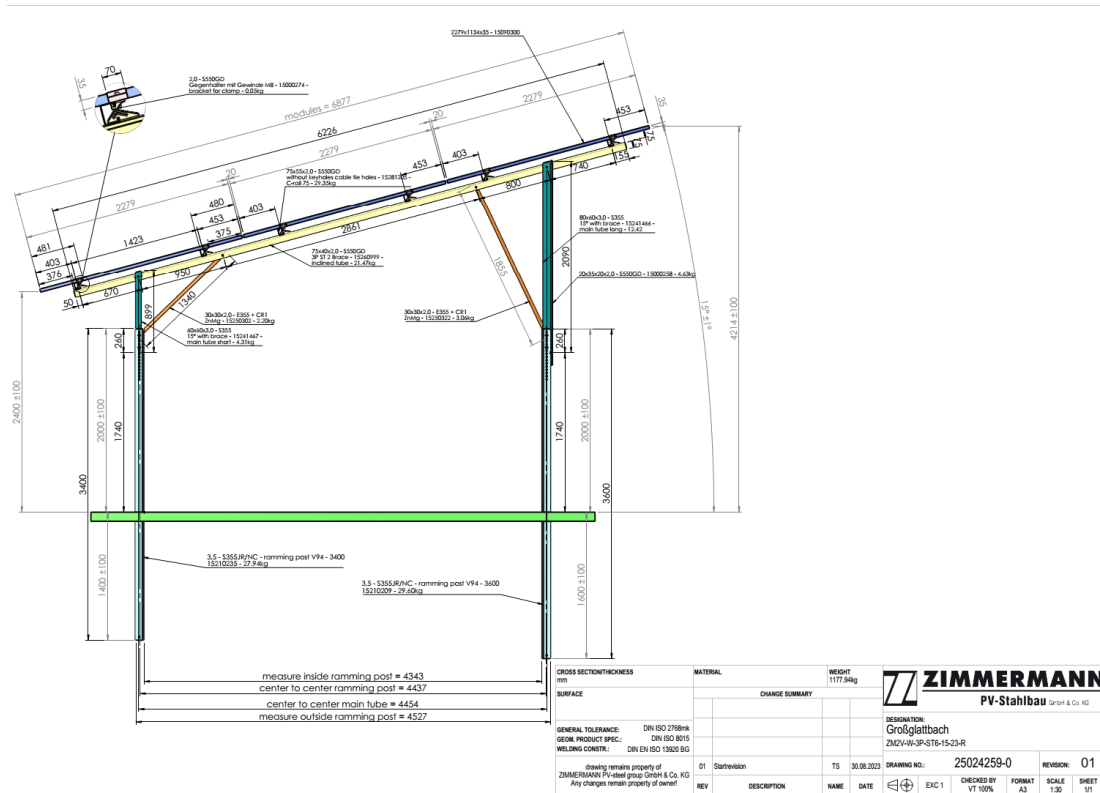 2279x1134x35 - 15090300
70
35
2,0 - S550GD
Gegenhalter mit Gewinde M8 - 15000274 -
bracket for clamp - 0.05kg
modules = 6877
6226
2279
2279
2279
20
20
453
35
75
75
155
740
800
453
403
75x55x2,0 - S550GD
without keyholes cable tie holes - 15281203 -
C-rail 75 - 29.35kg
480
453
403
375
2861
1423
481
403
376
75x40x2,0 - S550GD
3P ST 2 Brace - 15260999 -
inclined tube - 21.47kg
950
670
50
1340
899
1855
80x60x3,0 - S355
15° with brace - 15241466 -
main tube long - 12.42
2090
20x35x20x2,0 - S550GD - 15000258 - 4.63kg
30x30x2,0 - E355 + CR1
ZnMg - 15250302 - 2.20kg
60x60x3,0 - S355
15° with brace - 15241467 -
main tube short - 4.31kg
30x30x2,0 - E355 + CR1
ZnMg - 15250322 - 3.06kg
15° ±1°
4214 ±100
260
260
2400 ±100
2000 ±100
1740
3400
1740
2000 ±100
3600
1400 ±100
1600 ±100
3,5 - S355JR/NC - ramming post V94 - 3400
15210235 - 27.94kg
3,5 - S355JR/NC - ramming post V94 - 3600
15210209 - 29.60kg
measure inside ramming post = 4343
center to center ramming post = 4437
center to center main tube = 4454
measure outside ramming post = 4527
CROSS SECTION/THICKNESS
mm
MATERIAL
WEIGHT
1177.94kg
SURFACE
CHANGE SUMMARY
GENERAL TOLERANCE: DIN ISO 2768mk
GEOM. PRODUCT SPEC.: DIN ISO 8015
WELDING CONSTR.: DIN EN ISO 13920 BG
drawing remains property of
ZIMMERMANN PV-steel group GmbH & Co. KG
Any changes remain property of owner!
01 Startrevision TS 30.08.2023
REV DESCRIPTION NAME DATE
ZIMMERMANN
PV-Stahlbau GmbH & Co. KG
DESIGNATION:
Großglattbach
ZM2V-W-3P-ST6-15-23-R
DRAWING NO.: 25024259-0 REVISION: 01
EXC 1
CHECKED BY
VT 100%
FORMAT
A3
SCALE
1:30
SHEET
1/1